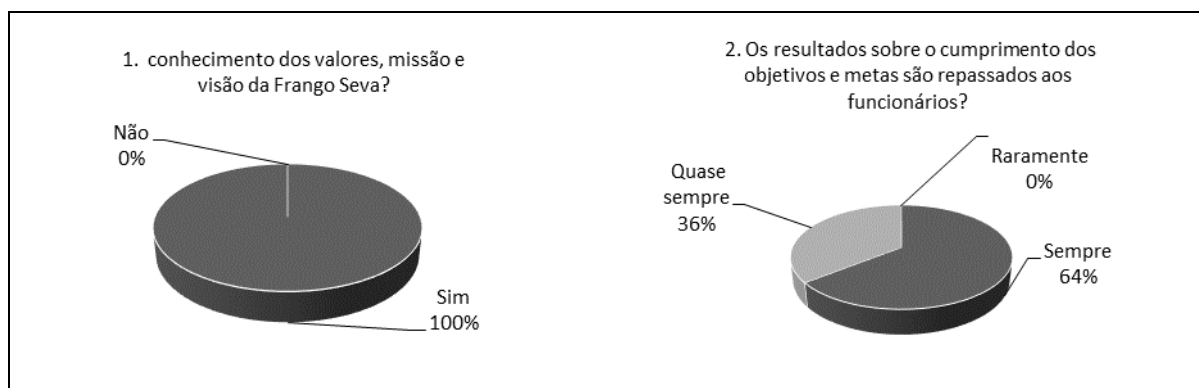 1. conhecimento dos valores, missão e
visão da Frango Seva?
Não
0%
Sim
100%
2. Os resultados sobre o cumprimento dos
objetivos e metas são repassados aos
funcionários?
Quase
sempre
36%
Raramente
0%
Sempre
64%